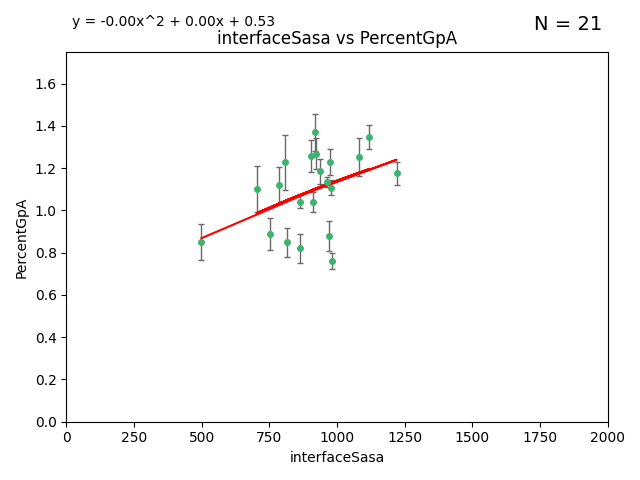 y = -0.00x^2 + 0.00x + 0.53
N = 21
interfaceSasa vs PercentGpA
1.6
1.4
1.2
1.0
0.8
0.6
0.4
0.2
0.0
PercentGpA
0 250 500 750 1000 1250 1500 1750 2000
interfaceSasa